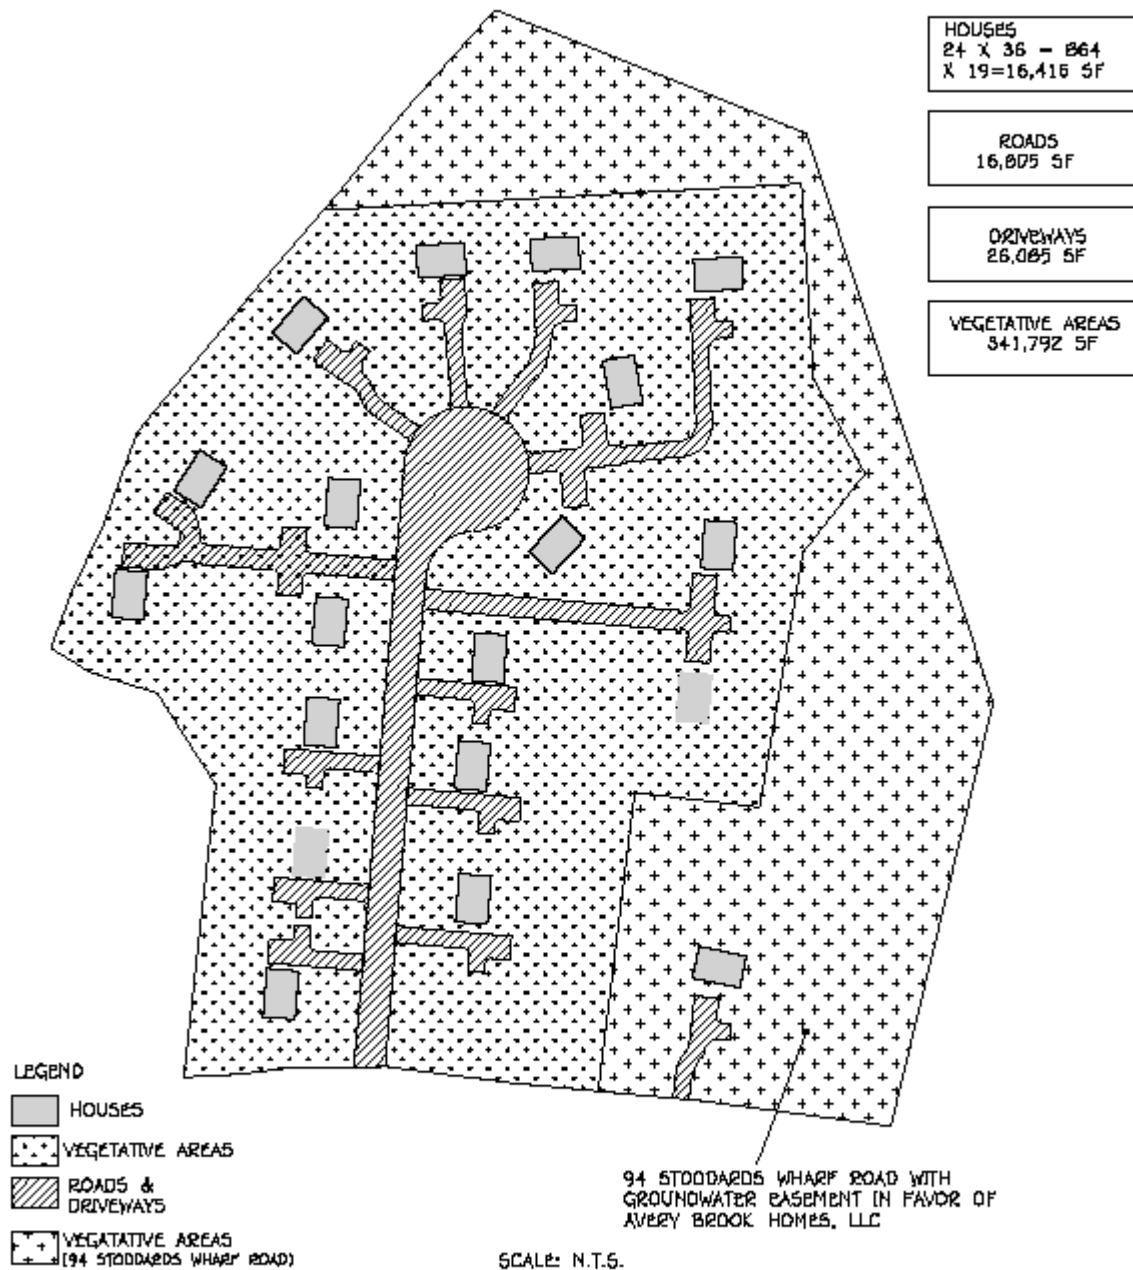 HOUSES
24 X 36 - 864
X 19=16,416 SF
ROADS
16,805 SF
DRIVEWAYS
26,085 SF
VEGETATIVE AREAS
341,792 SF
LEGEND
HOUSES
VEGETATIVE AREAS
ROADS &
DRIVEWAYS
VEGATATIVE AREAS
(94 STODDARDS WHARF ROAD)
94 STODDARDS WHARF ROAD WITH
GROUNDWATER EASEMENT IN FAVOR OF
AVERY BROOK HOMES, LLC
SCALE: N.T.S.